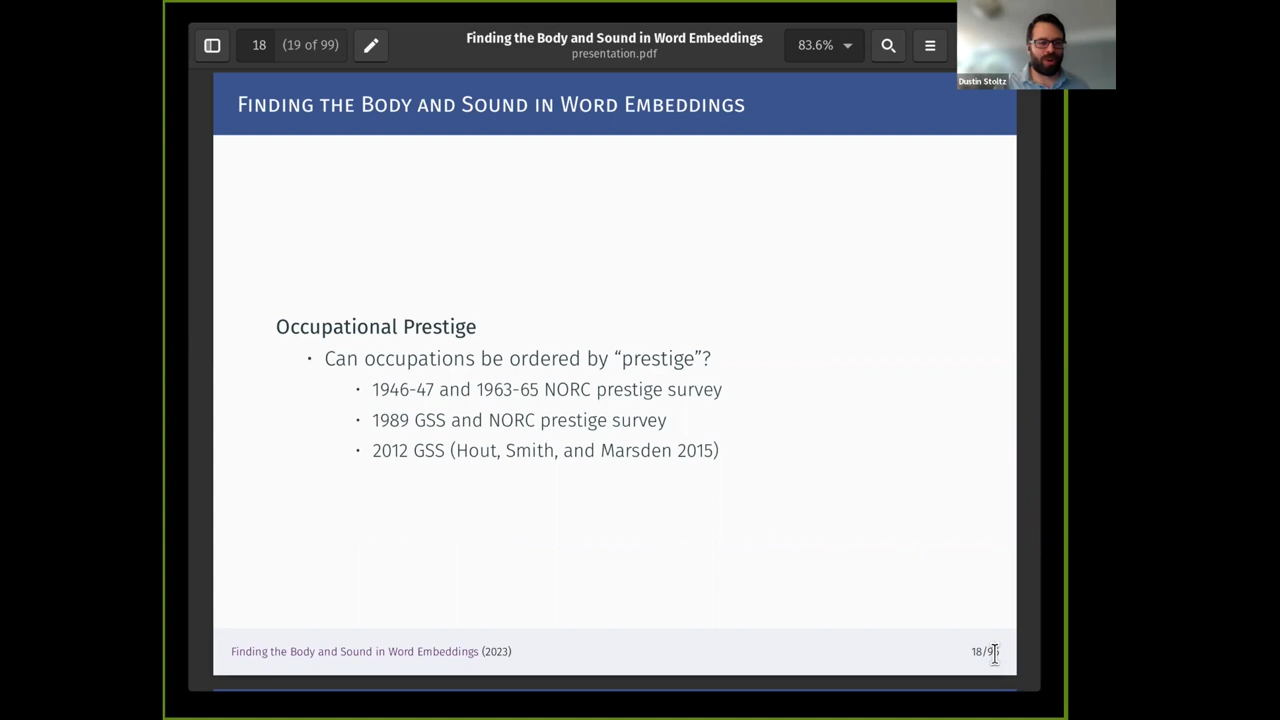 18 (19 of 99)
Finding the Body and Sound in Word Embeddings
presentation.pdf
83.6%
Dustin Stoltz
Finding the Body and Sound in Word Embeddings
Occupational Prestige
• Can occupations be ordered by “prestige”?
• 1946-47 and 1963-65 NORC prestige survey
• 1989 GSS and NORC prestige survey
• 2012 GSS (Hout, Smith, and Marsden 2015)
Finding the Body and Sound in Word Embeddings (2023)